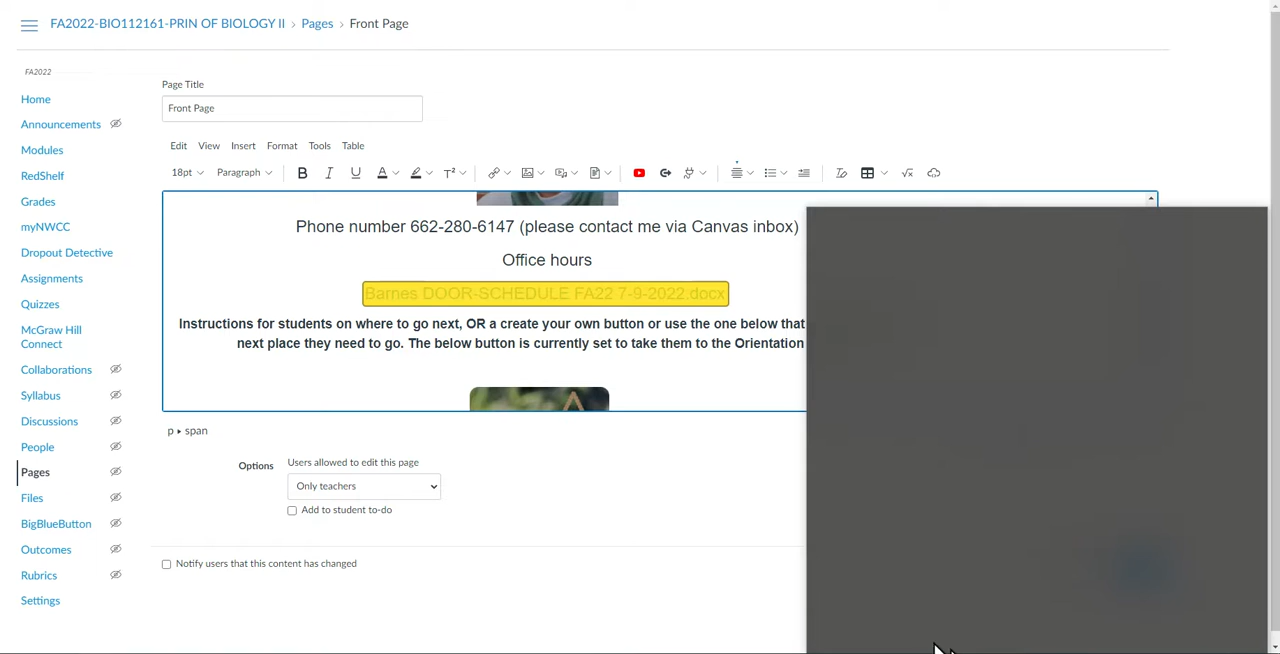 FA2022-BIO112161-PRIN OF BIOLOGY II › Pages › Front Page
FA2022
Home
Announcements
Modules
RedShelf
Grades
myNWCC
Dropout Detective
Assignments
Quizzes
McGraw Hill
Connect
Collaborations
Syllabus
Discussions
People
Pages
Files
BigBlueButton
Outcomes
Rubrics
Settings
Page Title
Front Page
Edit View Insert Format Tools Table
18pt Paragraph B I U A T²
Phone number 662-280-6147 (please contact me via Canvas inbox)
Office hours
Barnes DOOR-SCHEDULE FA22 7-9-2022.docx
Instructions for students on where to go next, OR a create your own button or use the one below that
next place they need to go. The below button is currently set to take them to the Orientation
p ▸ span
Options
Users allowed to edit this page
Only teachers
Add to student to-do
Notify users that this content has changed